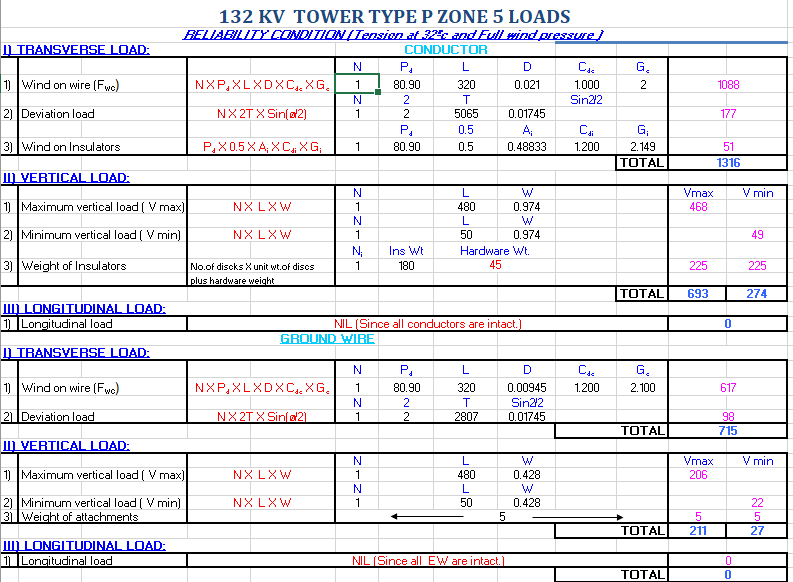 132 KV TOWER TYPE P ZONE 5 LOADS
RELIABILITY CONDITION (Tension at 32ºc and Full wind pressure )
I) TRANSVERSE LOAD: CONDUCTOR
N Pd L D Cdc Gc
1) Wind on wire (Fwc) N X Pd X L X D X Cdc X Gc 1 80.90 320 0.021 1.000 2 1088
N 2 T Sin2/2
2) Deviation load N X 2T X Sin(ø/2) 1 2 5065 0.01745 177
Pd 0.5 Ai Cdi Gi
3) Wind on Insulators Pd X 0.5 X Ai X Cdi X Gi 1 80.90 0.5 0.48833 1.200 2.149 51
TOTAL 1316
II) VERTICAL LOAD:
N L W Vmax V min
1) Maximum vertical load ( V max) N X L X W 1 480 0.974 468
N L W
2) Minimum vertical load ( V min) N X L X W 1 50 0.974 49
Ni Ins Wt Hardware Wt.
3) Weight of Insulators No.of discks X unit wt.of discs 1 180 45 225 225
plus hardware weight
TOTAL 693 274
III) LONGITUDINAL LOAD:
1) Longitudinal load NIL (Since all conductors are intact.) 0
GROUND WIRE
I) TRANSVERSE LOAD:
N Pd L D Cdc Gc
1) Wind on wire (Fwc) N X Pd X L X D X Cdc X Gc 1 80.90 320 0.00945 1.200 2.100 617
N 2 T Sin2/2
2) Deviation load N X 2T X Sin(ø/2) 1 2 2807 0.01745 98
TOTAL 715
II) VERTICAL LOAD:
N L W Vmax V min
1) Maximum vertical load ( V max) N X L X W 1 480 0.428 206
N L W
2) Minimum vertical load ( V min) N X L X W 1 50 0.428 22
3) Weight of attachments 5 5 5
TOTAL 211 27
III) LONGITUDINAL LOAD:
1) Longitudinal load NIL (Since all EW are intact.) 0
TOTAL 0